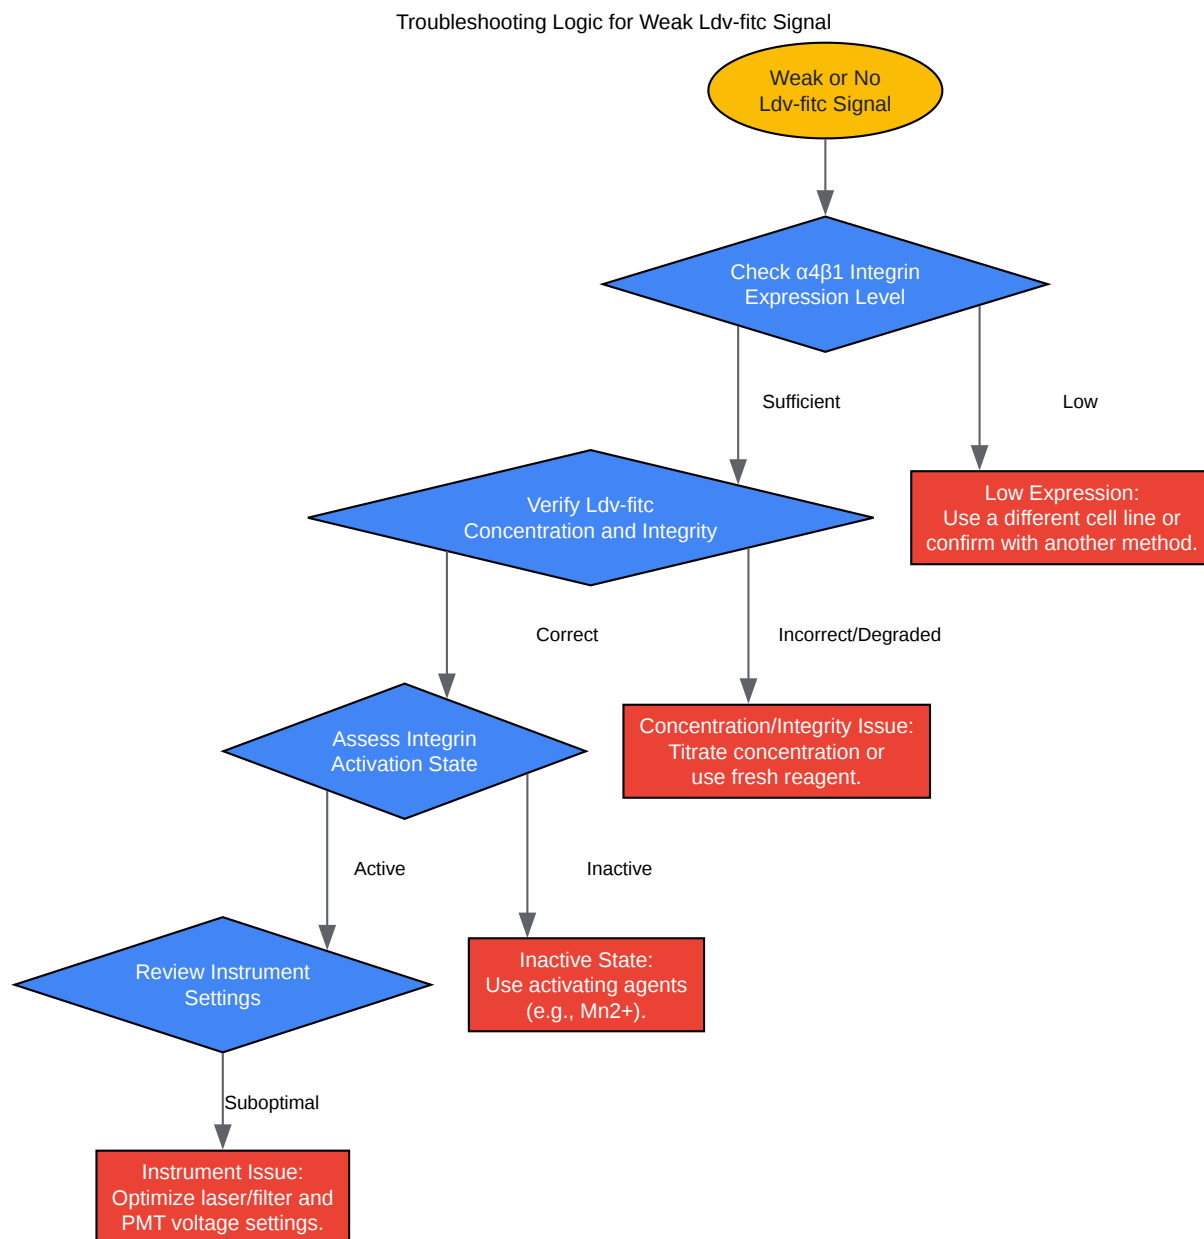 Troubleshooting Logic for Weak Ldv-fitc Signal
Weak or No
Ldv-fitc Signal
Check α4β1 Integrin
Expression Level
Sufficient
Low
Low Expression:
Use a different cell line or
confirm with another method.
Verify Ldv-fitc
Concentration and Integrity
Correct
Incorrect/Degraded
Concentration/Integrity Issue:
Titrate concentration or
use fresh reagent.
Assess Integrin
Activation State
Active
Inactive
Inactive State:
Use activating agents
(e.g., Mn2+).
Review Instrument
Settings
Suboptimal
Instrument Issue:
Optimize laser/filter and
PMT voltage settings.